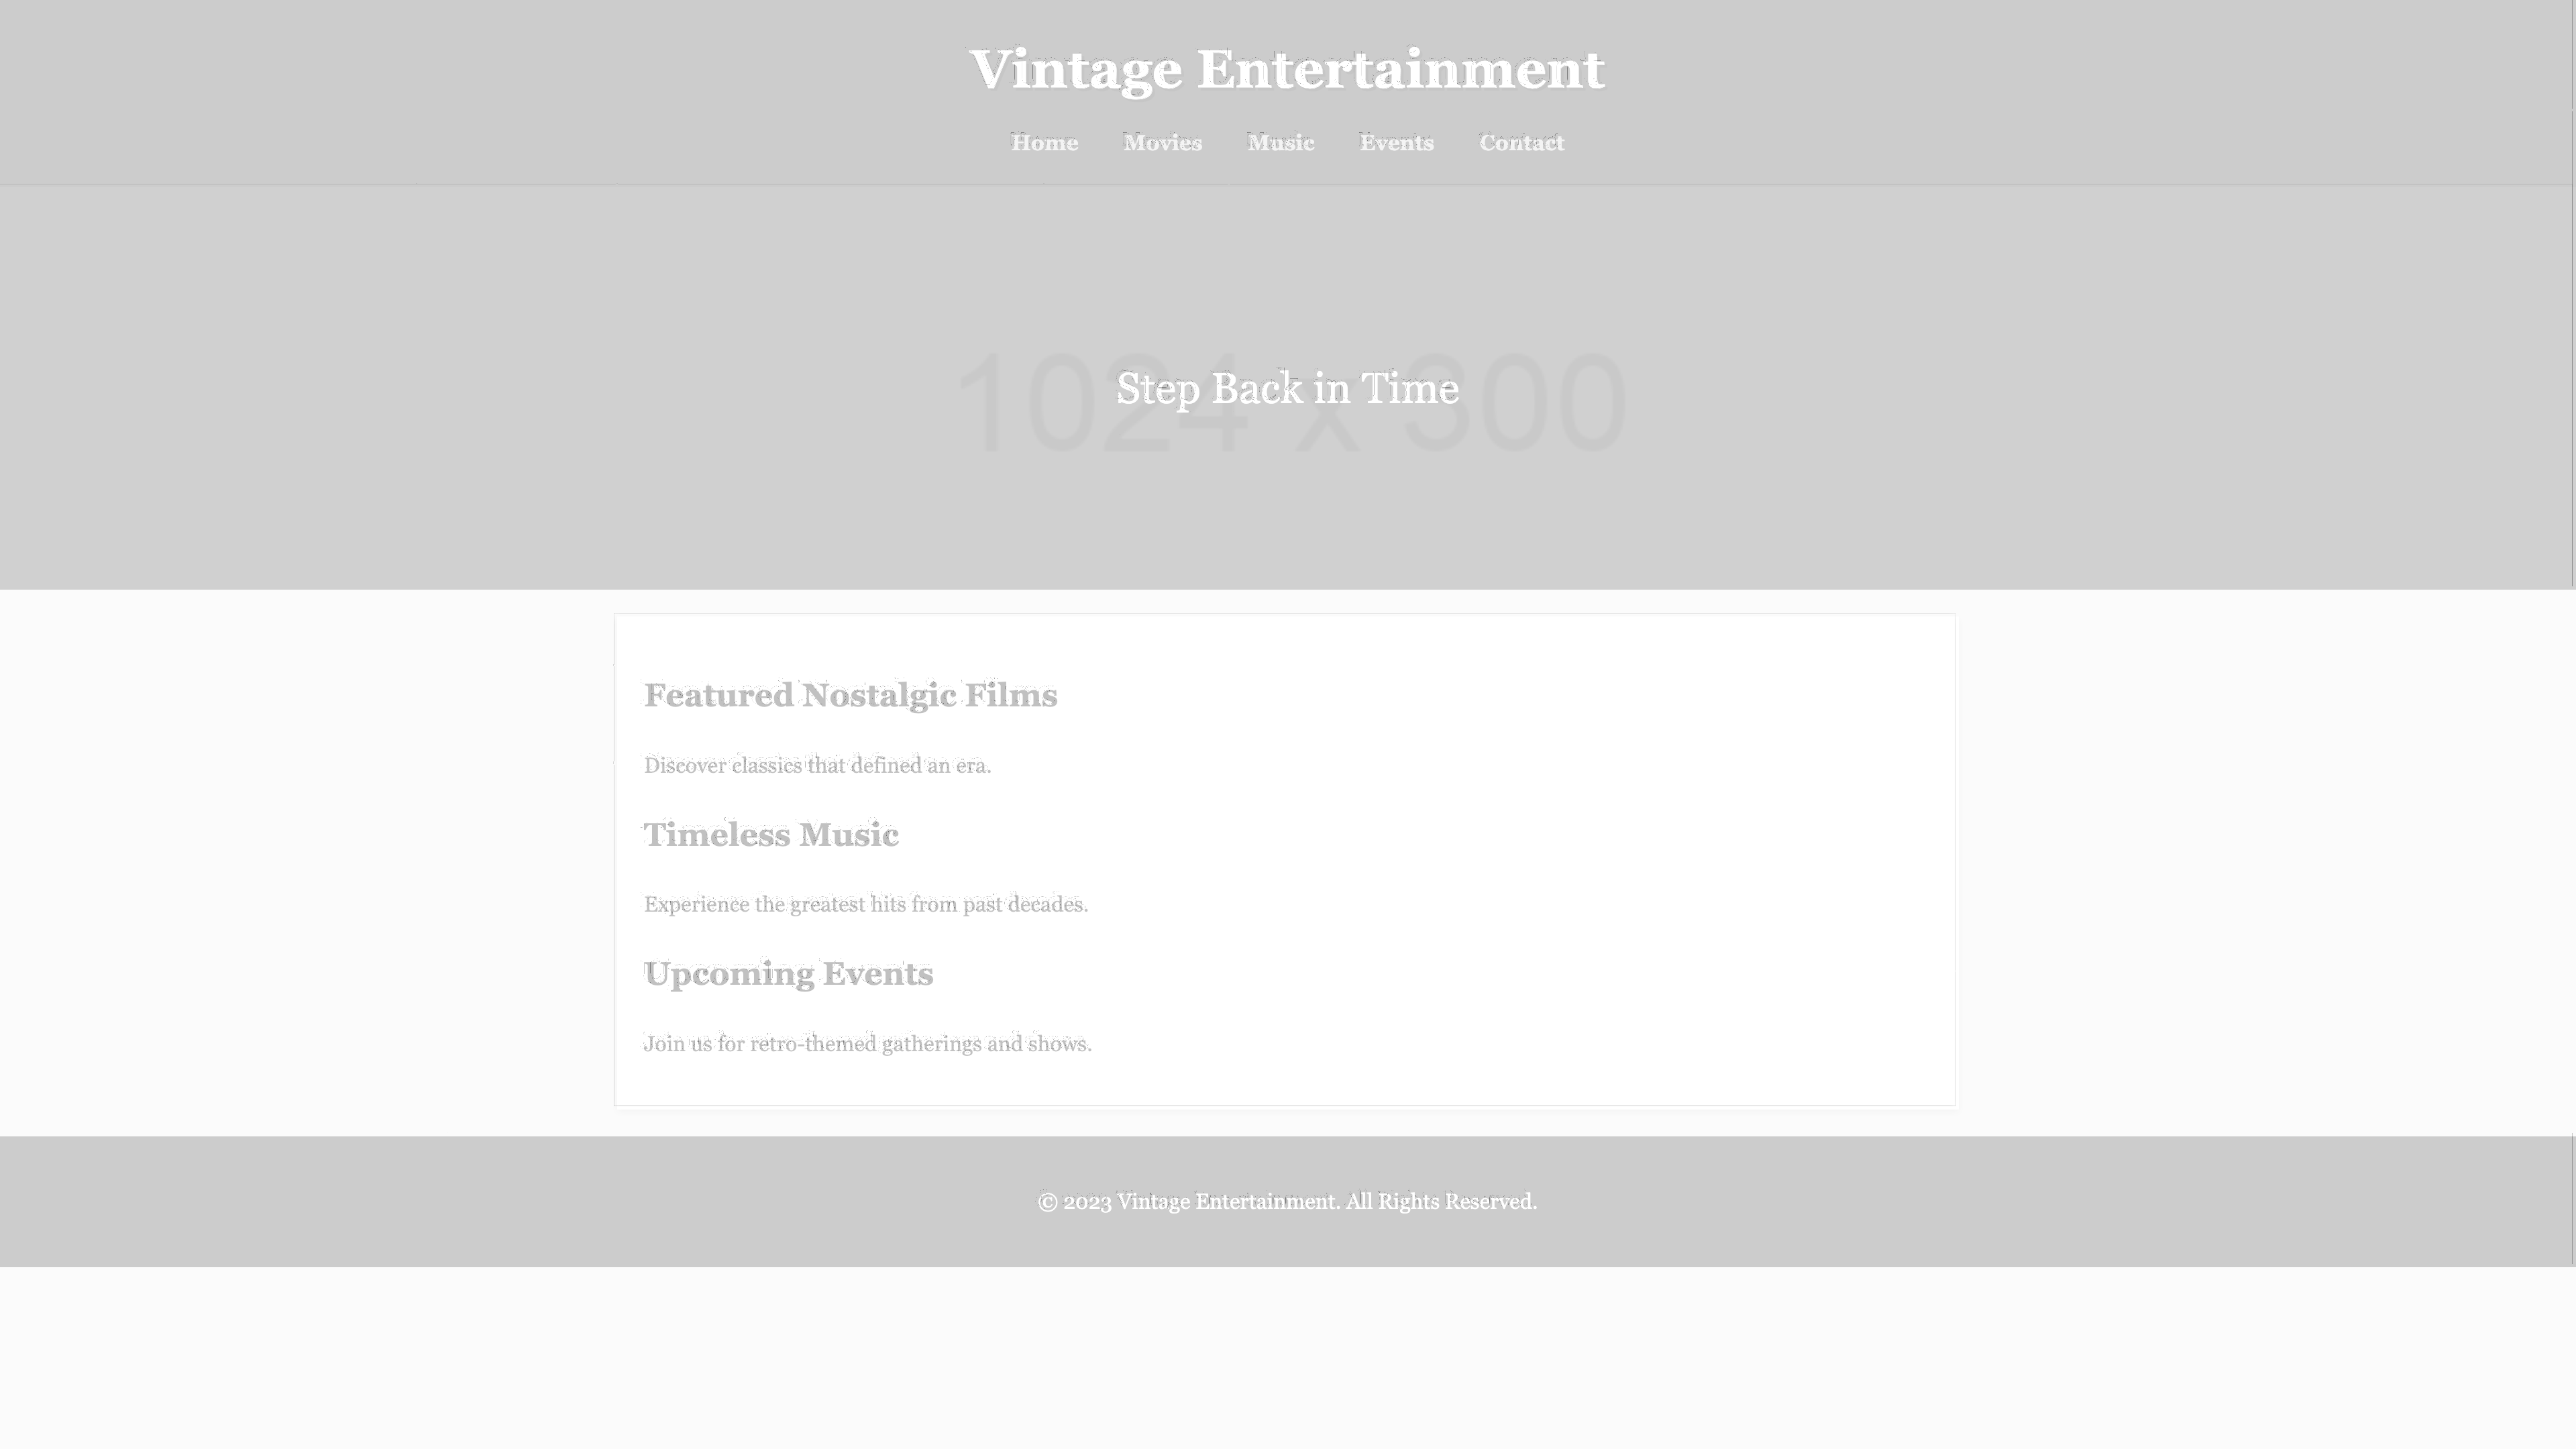 Vintage Entertainment
Home Movies Music Events Contact
1024 x 300
Step Back in Time
Featured Nostalgic Films
Discover classics that defined an era.
Timeless Music
Experience the greatest hits from past decades.
Upcoming Events
Join us for retro-themed gatherings and shows.
© 2023 Vintage Entertainment. All Rights Reserved.